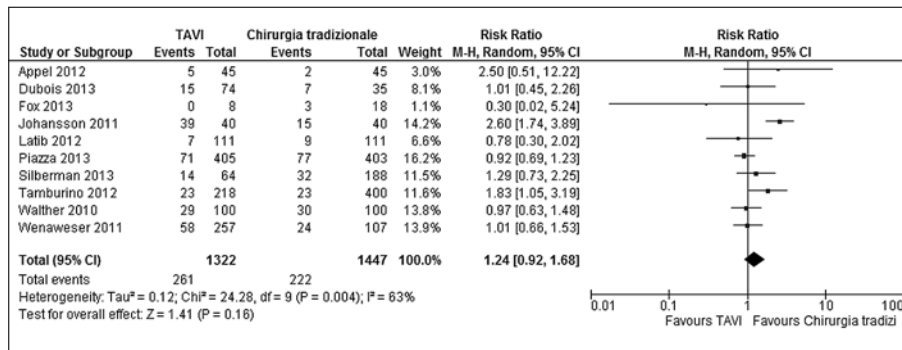 TAVI Chirurgia tradizionale Risk Ratio Risk Ratio
Study or Subgroup Events Total Events Total Weight M-H, Random, 95% CI M-H, Random, 95% CI
Appel 2012 5 45 2 45 3.0% 2.50 [0.51, 12.22]
Dubois 2013 15 74 7 35 8.1% 1.01 [0.45, 2.26]
Fox 2013 0 8 3 18 1.1% 0.30 [0.02, 5.24]
Johansson 2011 39 40 15 40 14.2% 2.60 [1.74, 3.89]
Latib 2012 7 111 9 111 6.6% 0.78 [0.30, 2.02]
Piazza 2013 71 405 77 403 16.2% 0.92 [0.69, 1.23]
Silberman 2013 14 64 32 188 11.5% 1.29 [0.73, 2.25]
Tamburino 2012 23 218 23 400 11.6% 1.83 [1.05, 3.19]
Walther 2010 29 100 30 100 13.8% 0.97 [0.63, 1.48]
Wenaweser 2011 58 257 24 107 13.9% 1.01 [0.66, 1.53]
Total (95% CI) 1322 1447 100.0% 1.24 [0.92, 1.68]
Total events 261 222
Heterogeneity: Tau² = 0.12; Chi² = 24.28, df = 9 (P = 0.004); I² = 63%
Test for overall effect: Z = 1.41 (P = 0.16)
0.01 0.1 1 10 100
Favours TAVI Favours Chirurgia tradizi